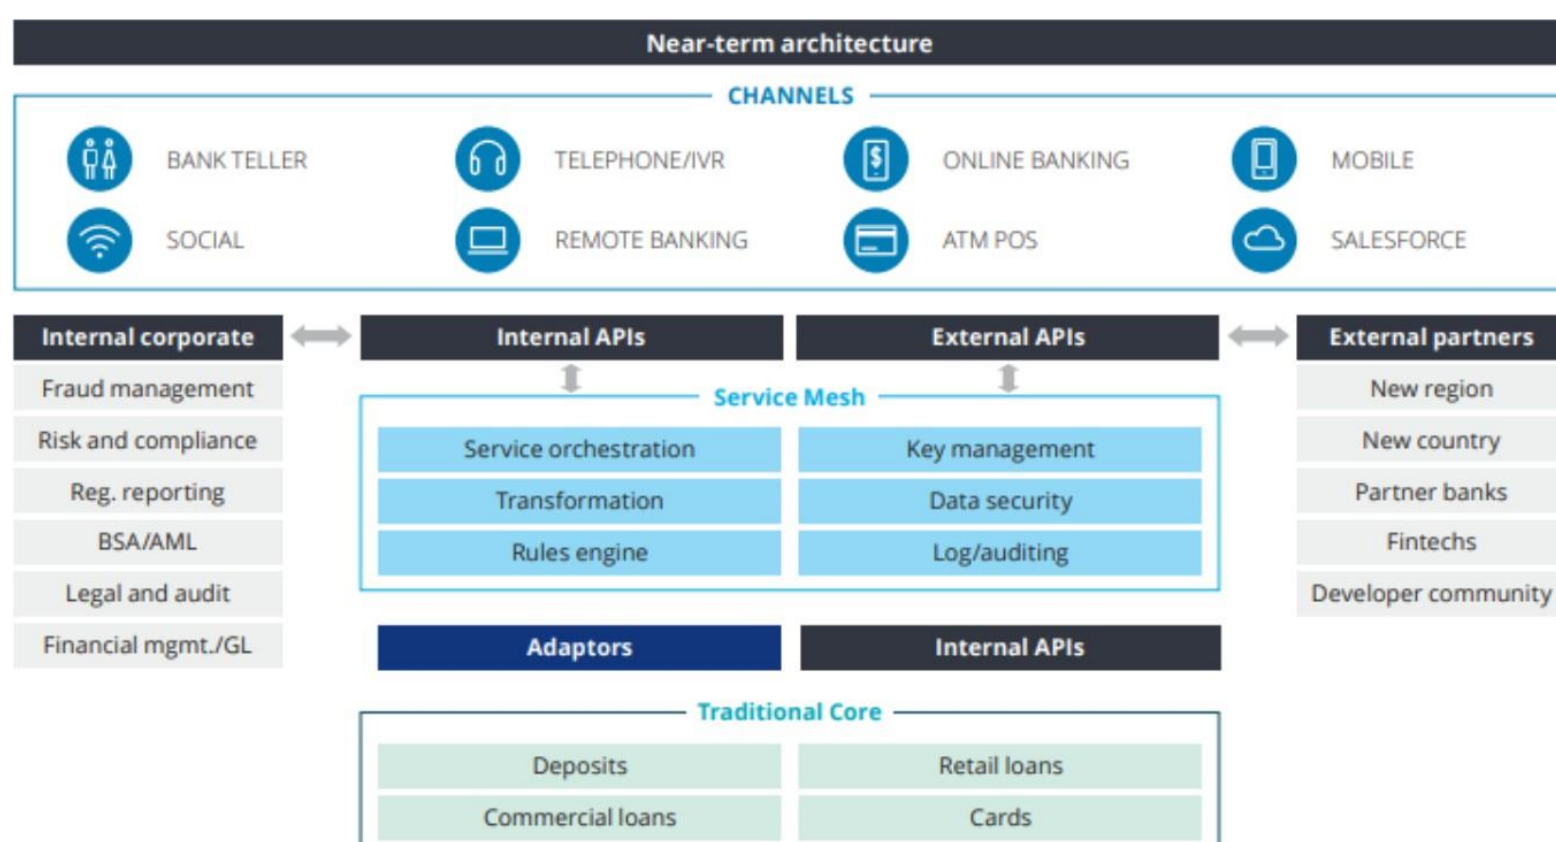 Near-term architecture
CHANNELS
BANK TELLER
TELEPHONE/IVR
ONLINE BANKING
MOBILE
SOCIAL
REMOTE BANKING
ATM POS
SALESFORCE
Internal corporate
Fraud management
Risk and compliance
Reg. reporting
BSA/AML
Legal and audit
Financial mgmt./GL
Internal APIs
External APIs
Service Mesh
Service orchestration
Key management
Transformation
Data security
Rules engine
Log/auditing
Adaptors
Internal APIs
Traditional Core
Deposits
Retail loans
Commercial loans
Cards
External partners
New region
New country
Partner banks
Fintechs
Developer community